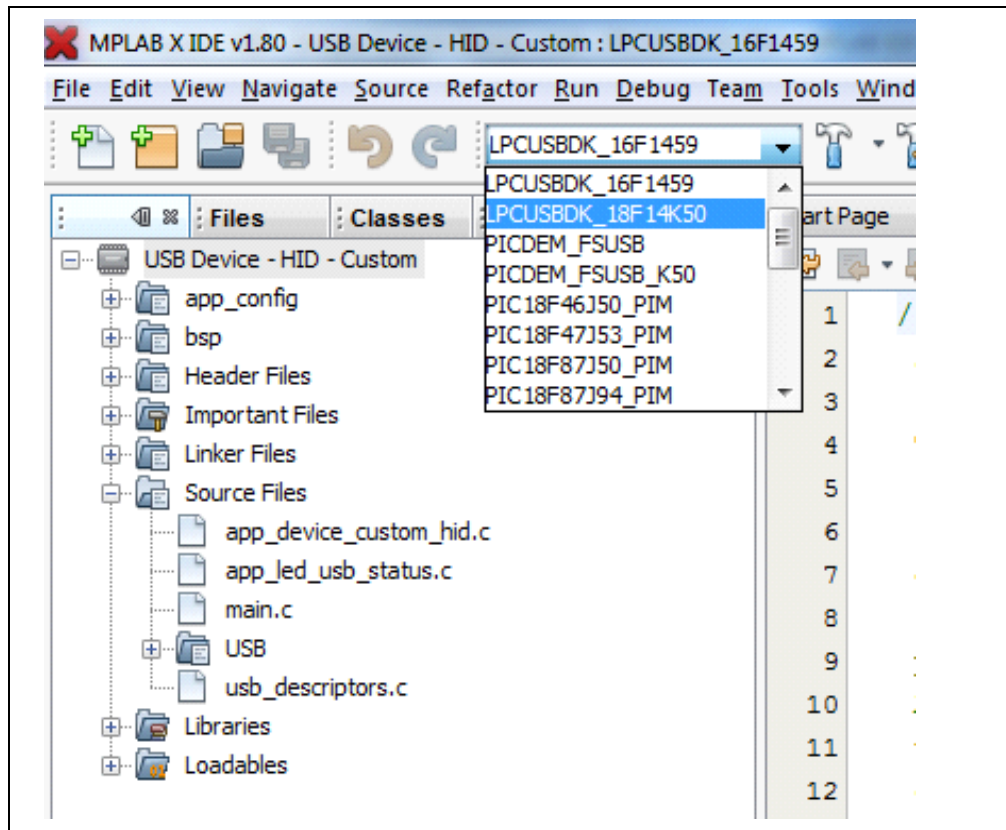 MPLAB X IDE v1.80 - USB Device - HID - Custom : LPCUSBDK_16F1459
File Edit View Navigate Source Refactor Run Debug Team Tools Wind
LPCUSBDK_16F1459
LPCUSBDK_16F1459
LPCUSBDK_18F14K50
PICDEM_FSUSB
PICDEM_FSUSB_K50
PIC18F46J50_PIM
PIC18F47J53_PIM
PIC18F87J50_PIM
PIC18F87J94_PIM
Files Classes
USB Device - HID - Custom
app_config
bsp
Header Files
Important Files
Linker Files
Source Files
app_device_custom_hid.c
app_led_usb_status.c
main.c
USB
usb_descriptors.c
Libraries
Loadables
art Page
1 /
2
3
4
5
6
7
8
9
10
11
12